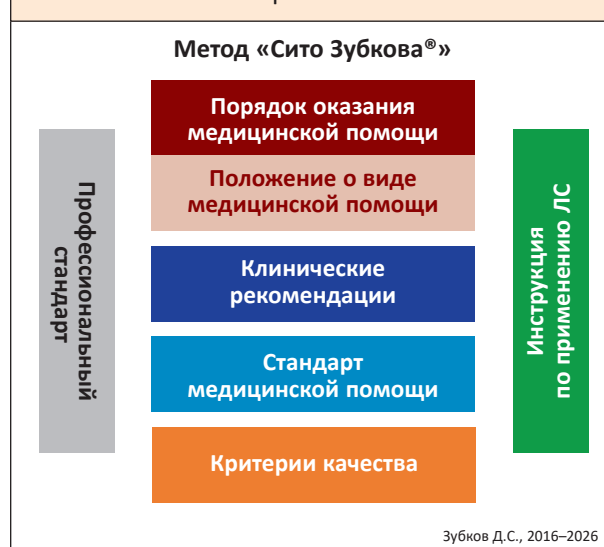 Метод «Сито Зубкова®»
Порядок оказания
медицинской помощи
Положение о виде
медицинской помощи
Профессиональный
стандарт
Клинические
рекомендации
Стандарт
медицинской помощи
Критерии качества
Инструкция
по применению ЛС
Зубков Д.С., 2016–2026